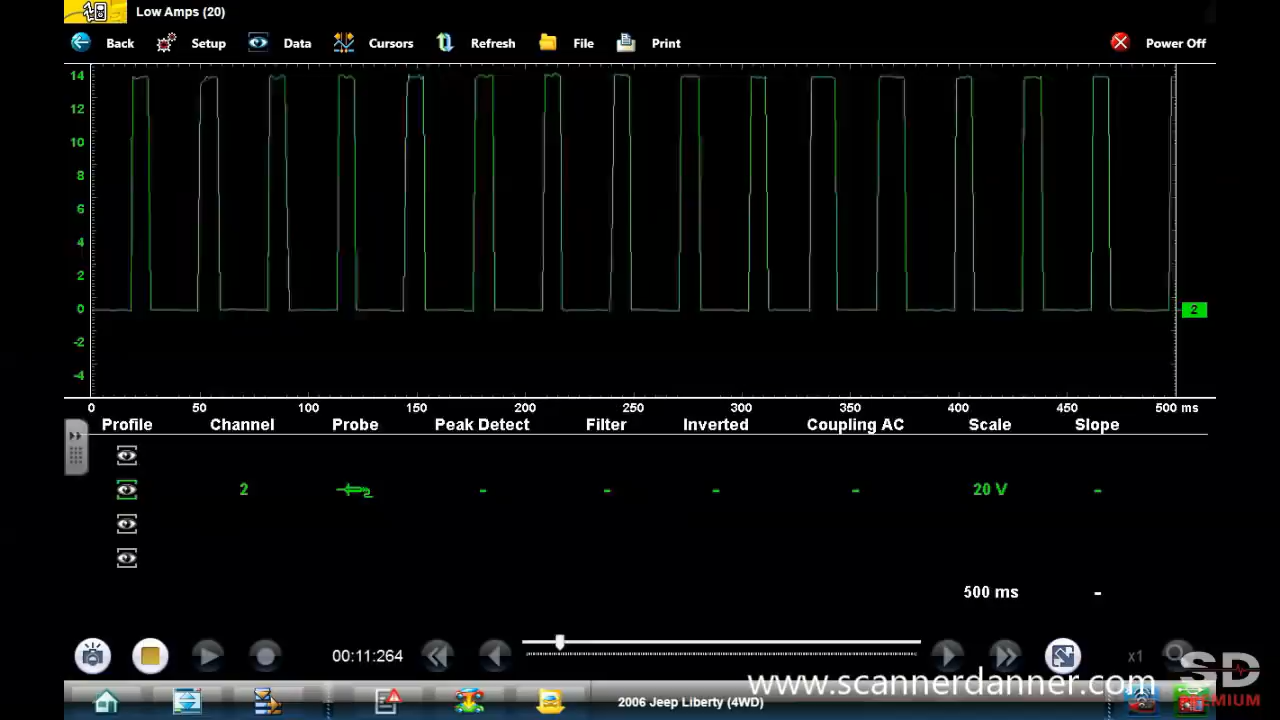 Low Amps (20)
Back Setup Data Cursors Refresh File Print Power Off
14
12
10
8
6
4
2
0
-2
-4
2
0 50 100 150 200 250 300 350 400 450 500 ms
Profile Channel Probe Peak Detect Filter Inverted Coupling AC Scale Slope
2 2 - - - - 20 V -
500 ms -
00:11:264 x1
www.scannerdanner.com
SD
PREMIUM
2006 Jeep Liberty (4WD)